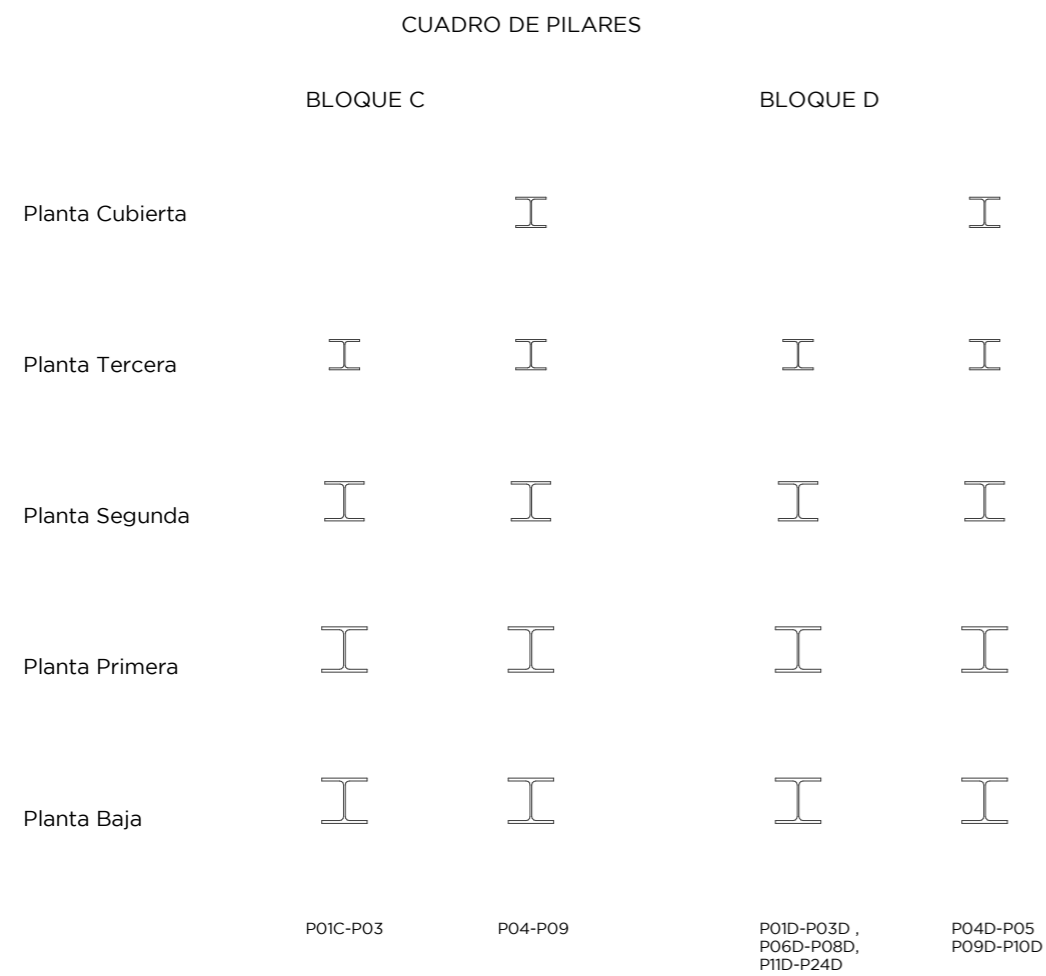 CUADRO DE PILARES
BLOQUE C
BLOQUE D
Planta Cubierta
Planta Tercera
Planta Segunda
Planta Primera
Planta Baja
P01C-P03
P04-P09
P01D-P03D ,
P06D-P08D,
P11D-P24D
P04D-P05
P09D-P10D